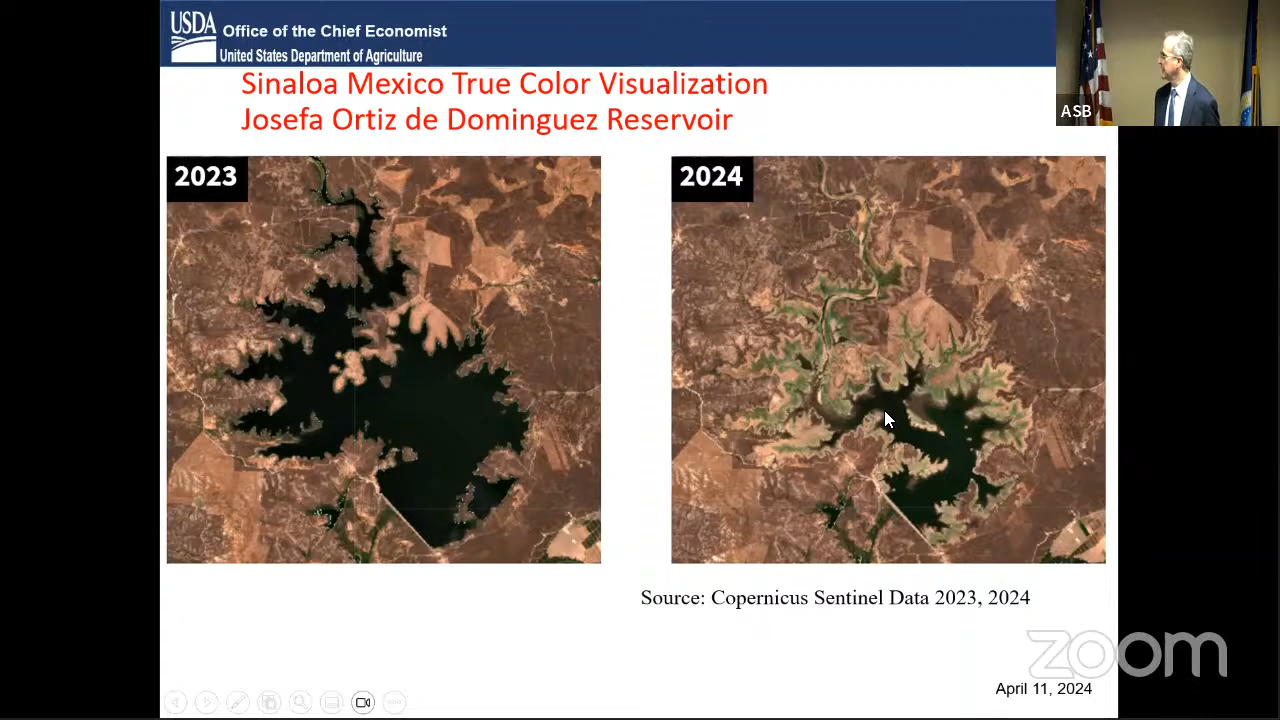 USDA
Office of the Chief Economist
United States Department of Agriculture
Sinaloa Mexico True Color Visualization
Josefa Ortiz de Dominguez Reservoir
ASB
2023
2024
Source: Copernicus Sentinel Data 2023, 2024
zoom
April 11, 2024